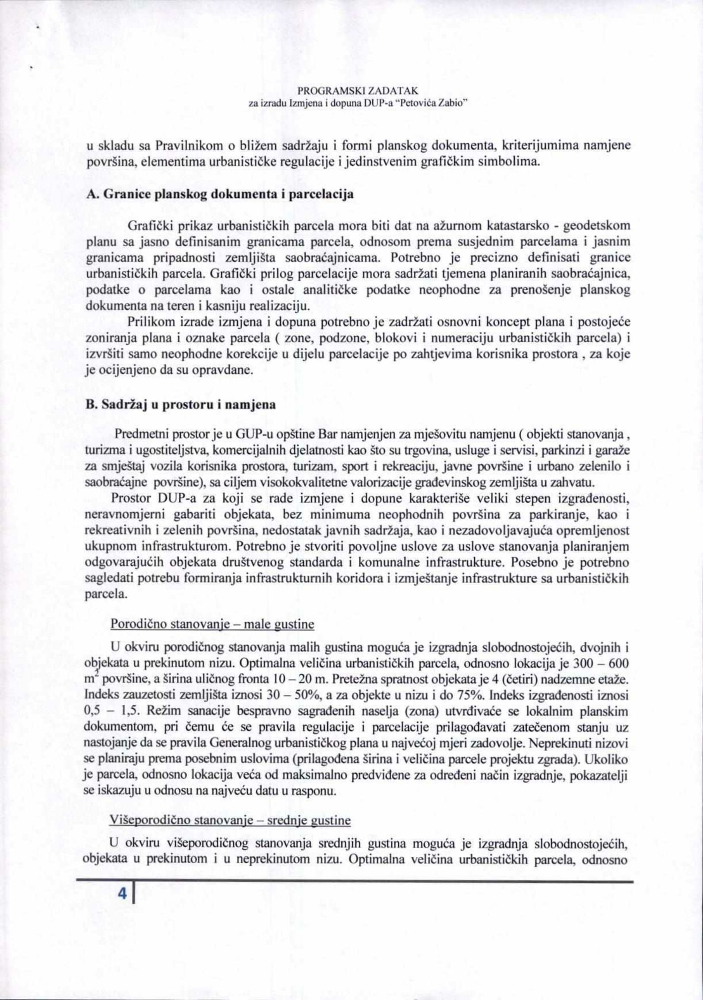 PROGRAMSKI ZADATAK
za izradu Izmjena i dopuna DUP-a “Petovića Zabio”
u skladu sa Pravilnikom o bližem sadržaju i formi planskog dokumenta, kriterijumima namjene
površina, elementima urbanističke regulacije i jedinstvenim grafičkim simbolima.
A. Granice planskog dokumenta i parcelacija
Grafički prikaz urbanističkih parcela mora biti dat na ažurnom katastarsko - geodetskom
planu sa jasno definisanim granicama parcela, odnosom prema susjednim parcelama i jasnim
granicama pripadnosti zemljišta saobraćajnicama. Potrebno je precizno definisati granice
urbanističkih parcela. Grafički prilog parcelacije mora sadržati tjemena planiranih saobraćajnica,
podatke o parcelama kao i ostale analitičke podatke neophodne za prenošenje planskog
dokumenta na teren i kasniju realizaciju.
Prilikom izrade izmjena i dopuna potrebno je zadržati osnovni koncept plana i postojeće
zoniranja plana i oznake parcela ( zone, podzone, blokovi i numeraciju urbanističkih parcela) i
izvršiti samo neophodne korekcije u dijelu parcelacije po zahtjevima korisnika prostora , za koje
je ocijenjeno da su opravdane.
B. Sadržaj u prostoru i namjena
Predmetni prostor je u GUP-u opštine Bar namjenjen za mješovitu namjenu ( objekti stanovanja ,
turizma i ugostiteljstva, komercijalnih djelatnosti kao što su trgovina, usluge i servisi, parkinzi i garaže
za smještaj vozila korisnika prostora, turizam, sport i rekreaciju, javne površine i urbano zelenilo i
saobraćajne površine), sa ciljem visokokvalitetne valorizacije građevinskog zemljišta u zahvatu.
Prostor DUP-a za koji se rade izmjene i dopune karakteriše veliki stepen izgrađenosti,
neravnomjerni gabariti objekata, bez minimuma neophodnih površina za parkiranje, kao i
rekreativnih i zelenih površina, nedostatak javnih sadržaja, kao i nezadovoljavajuća opremljenost
ukupnom infrastrukturom. Potrebno je stvoriti povoljne uslove za uslove stanovanja planiranjem
odgovarajućih objekata društvenog standarda i komunalne infrastrukture. Posebno je potrebno
sagledati potrebu formiranja infrastrukturnih koridora i izmještanje infrastrukture sa urbanističkih
parcela.
Porodično stanovanje – male gustine
U okviru porodičnog stanovanja malih gustina moguća je izgradnja slobodnostojećih, dvojnih i
objekata u prekinutom nizu. Optimalna veličina urbanističkih parcela, odnosno lokacija je 300 – 600
m² površine, a širina uličnog fronta 10 – 20 m. Pretežna spratnost objekata je 4 (četiri) nadzemne etaže.
Indeks zauzetosti zemljišta iznosi 30 – 50%, a za objekte u nizu i do 75%. Indeks izgrađenosti iznosi
0,5 – 1,5. Režim sanacije bespravno sagrađenih naselja (zona) utvrđivaće se lokalnim planskim
dokumentom, pri čemu će se pravila regulacije i parcelacije prilagođavati zatečenom stanju uz
nastojanje da se pravila Generalnog urbanističkog plana u najvećoj mjeri zadovolje. Neprekinuti nizovi
se planiraju prema posebnim uslovima (prilagođena širina i veličina parcele projektu zgrada). Ukoliko
je parcela, odnosno lokacija veća od maksimalno predviđene za određeni način izgradnje, pokazatelji
se iskazuju u odnosu na najveću datu u rasponu.
Višeporodično stanovanje – srednje gustine
U okviru višeporodičnog stanovanja srednjih gustina moguća je izgradnja slobodnostojećih,
objekata u prekinutom i u neprekinutom nizu. Optimalna veličina urbanističkih parcela, odnosno
4